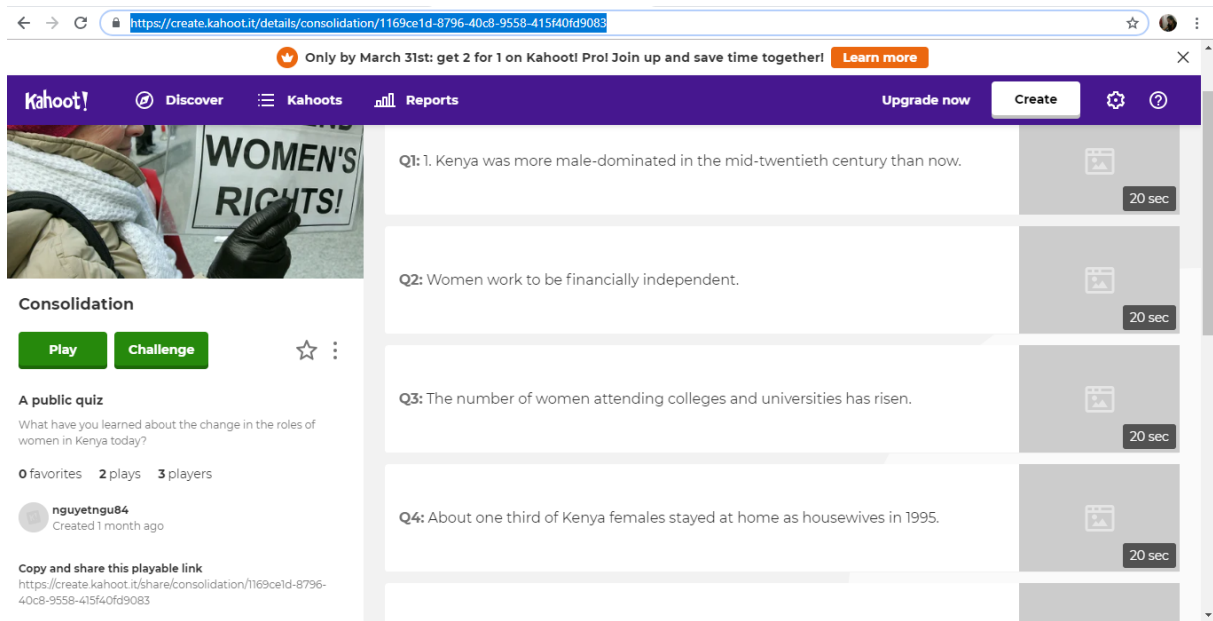 https://create.kahoot.it/details/consolidation/1169ce1d-8796-40c8-9558-415f40fd9083
Only by March 31st: get 2 for 1 on Kahoot! Pro! Join up and save time together! Learn more
Kahoot! Discover Kahoots Reports Upgrade now Create
WOMEN'S
RIGHTS!
Consolidation
Play Challenge
A public quiz
What have you learned about the change in the roles of
women in Kenya today?
0 favorites 2 plays 3 players
nguyetngu84
Created 1 month ago
Copy and share this playable link
https://create.kahoot.it/share/consolidation/1169ce1d-8796-
40c8-9558-415f40fd9083
Q1: 1. Kenya was more male-dominated in the mid-twentieth century than now.
20 sec
Q2: Women work to be financially independent.
20 sec
Q3: The number of women attending colleges and universities has risen.
20 sec
Q4: About one third of Kenya females stayed at home as housewives in 1995.
20 sec